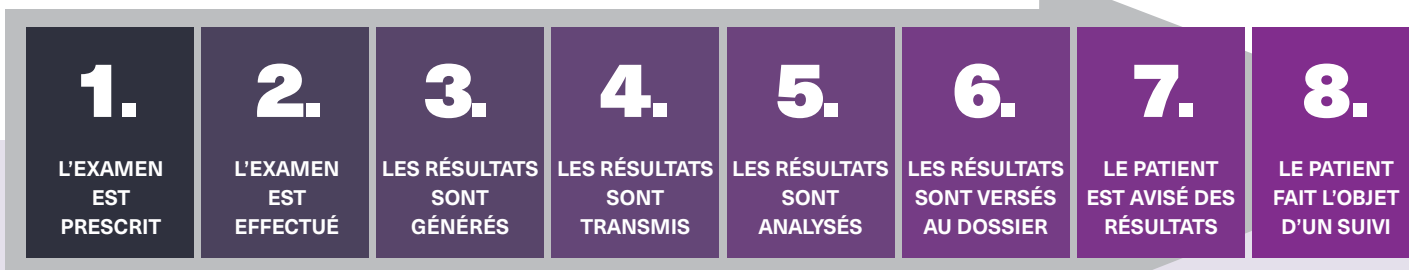 1.
L'EXAMEN
EST
PRESCRIT
2.
L'EXAMEN
EST
EFFECTUÉ
3.
LES RÉSULTATS
SONT
GÉNÉRÉS
4.
LES RÉSULTATS
SONT
TRANSMIS
5.
LES RÉSULTATS
SONT
ANALYSÉS
6.
LES RÉSULTATS
SONT VERSÉS
AU DOSSIER
7.
LE PATIENT
EST AVISÉ DES
RÉSULTATS
8.
LE PATIENT
FAIT L'OBJET
D'UN SUIVI